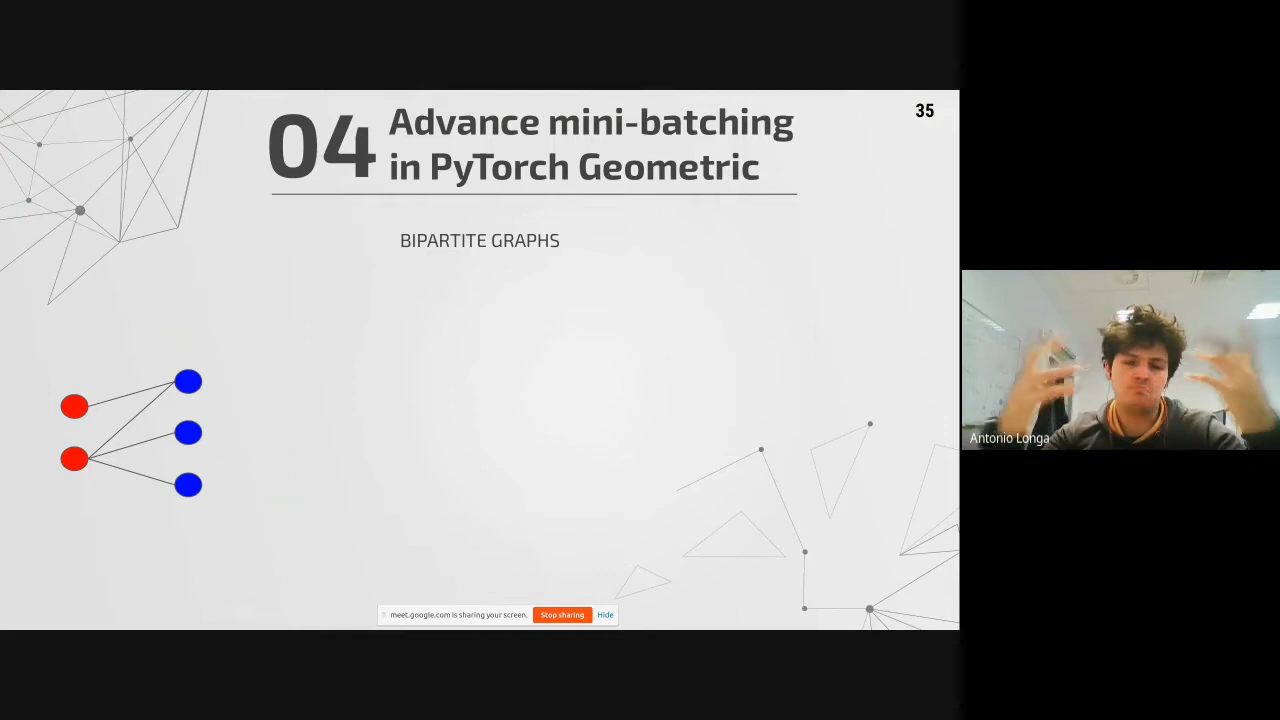 35
04
Advance mini-batching
in PyTorch Geometric
BIPARTITE GRAPHS
Antonio Longa
meet.google.com is sharing your screen.
Stop sharing
Hide